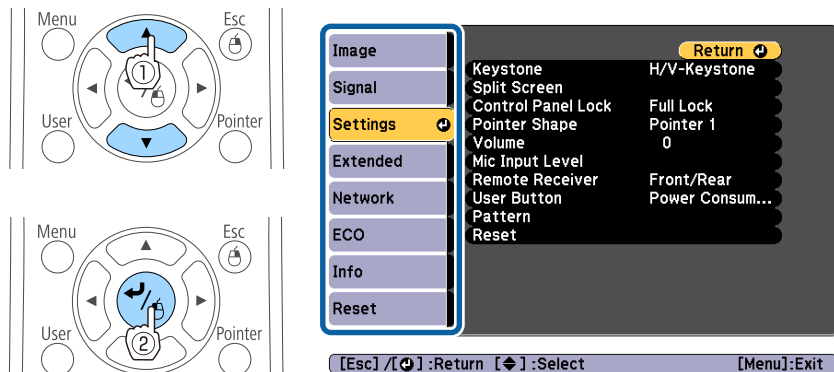 Menu
Esc
①
User
Pointer
Menu
Esc
User
Pointer
②
Image
Signal
Settings
Extended
Network
ECO
Info
Reset
Return
Keystone H/V-Keystone
Split Screen
Control Panel Lock Full Lock
Pointer Shape Pointer 1
Volume 0
Mic Input Level
Remote Receiver Front/Rear
User Button Power Consum...
Pattern
Reset
[Esc] /[ ] :Return [ ] :Select [Menu]:Exit